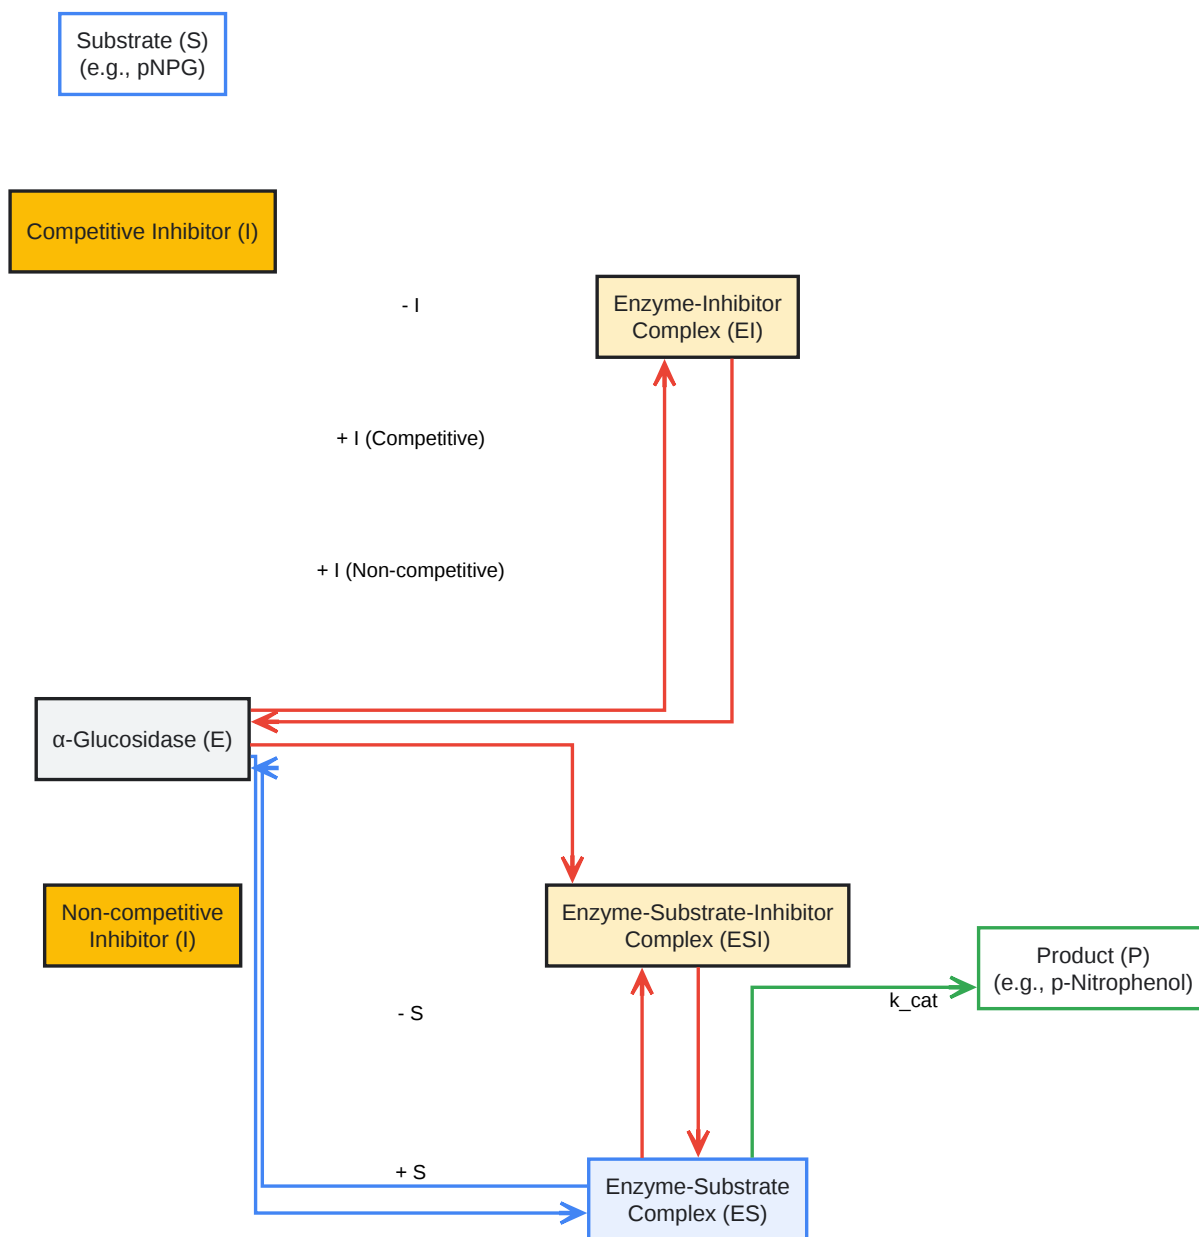 Substrate (S)
(e.g., pNPG)
Competitive Inhibitor (I)
- I
Enzyme-Inhibitor
Complex (EI)
+ I (Competitive)
+ I (Non-competitive)
α-Glucosidase (E)
Non-competitive
Inhibitor (I)
Enzyme-Substrate-Inhibitor
Complex (ESI)
Product (P)
(e.g., p-Nitrophenol)
k_cat
- S
+ S
Enzyme-Substrate
Complex (ES)